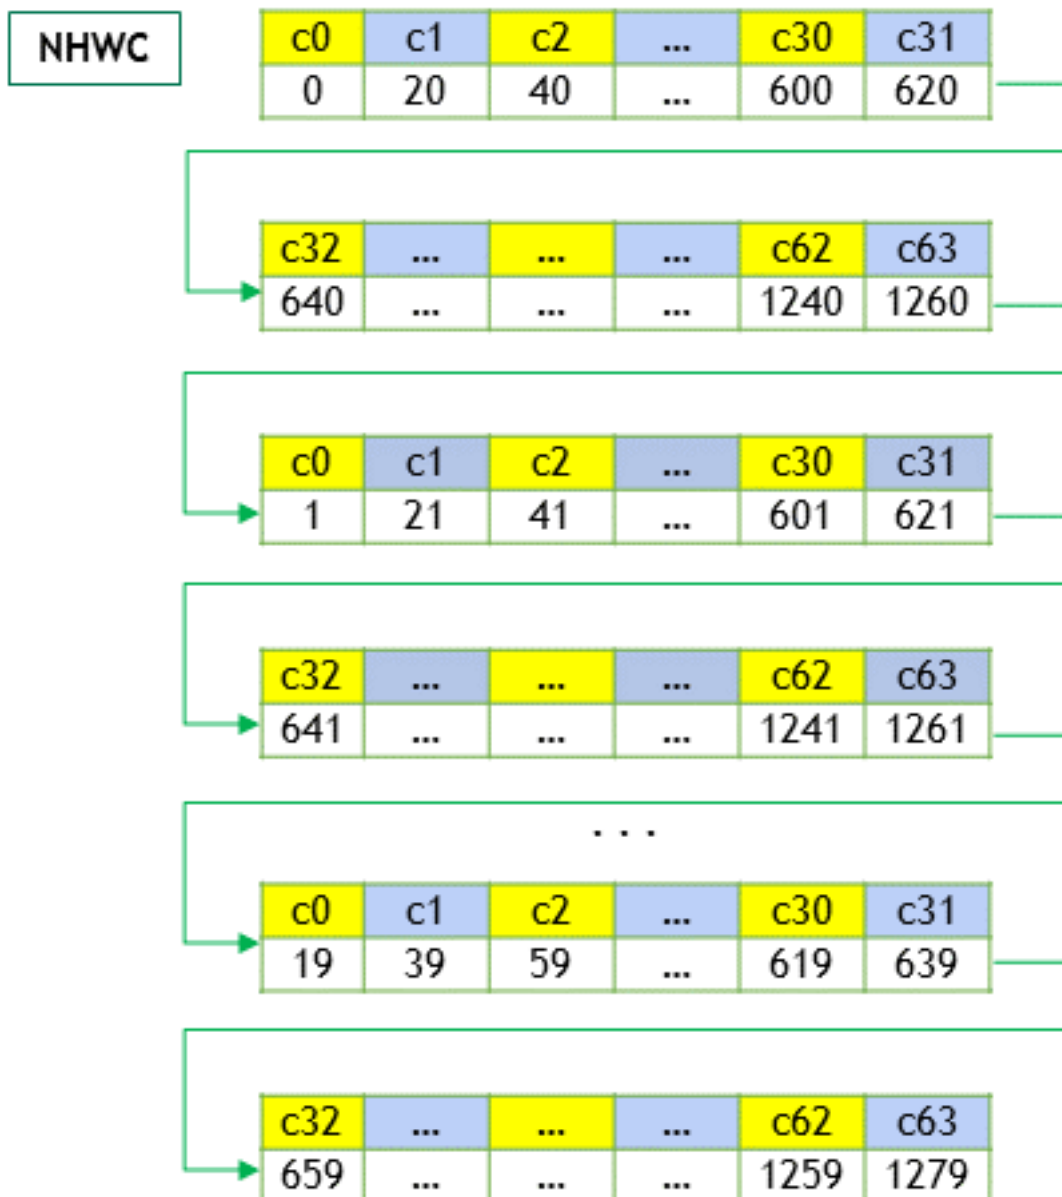 NHWC
c0 c1 c2 ... c30 c31
0 20 40 ... 600 620
c32 ... ... ... c62 c63
640 ... ... ... 1240 1260
c0 c1 c2 ... c30 c31
1 21 41 ... 601 621
c32 ... ... ... c62 c63
641 ... ... ... 1241 1261
. . .
c0 c1 c2 ... c30 c31
19 39 59 ... 619 639
c32 ... ... ... c62 c63
659 ... ... ... 1259 1279